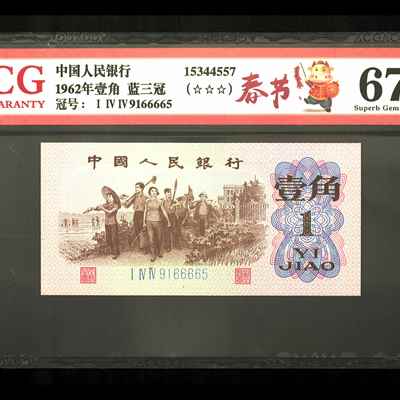 CG
ARANTY
中国人民银行
1962年壹角 蓝三冠
冠号: I IV IV 9166665
15344557
(☆☆☆)
春节
67
Superb Gem
中國人民銀行
壹角
1
YI
JIAO
I IV IV 9166665